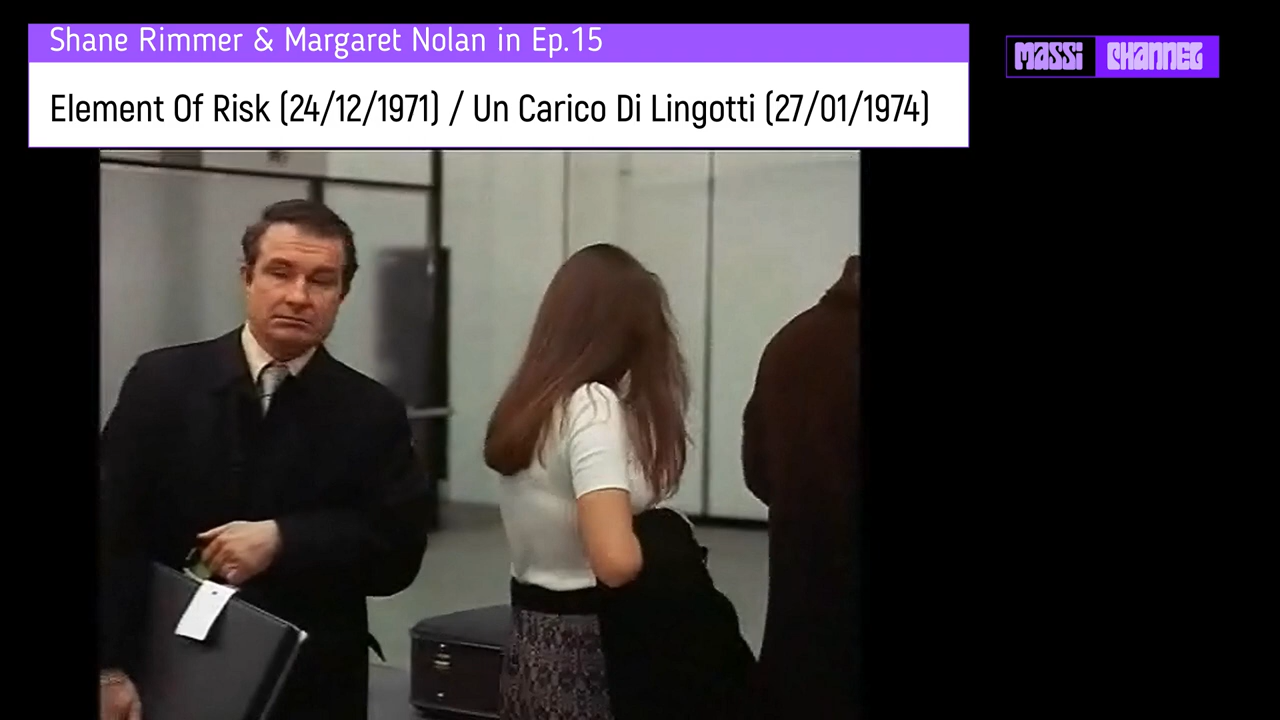 Shane Rimmer & Margaret Nolan in Ep.15
MASSI CHANNEL
Element Of Risk (24/12/1971) / Un Carico Di Lingotti (27/01/1974)